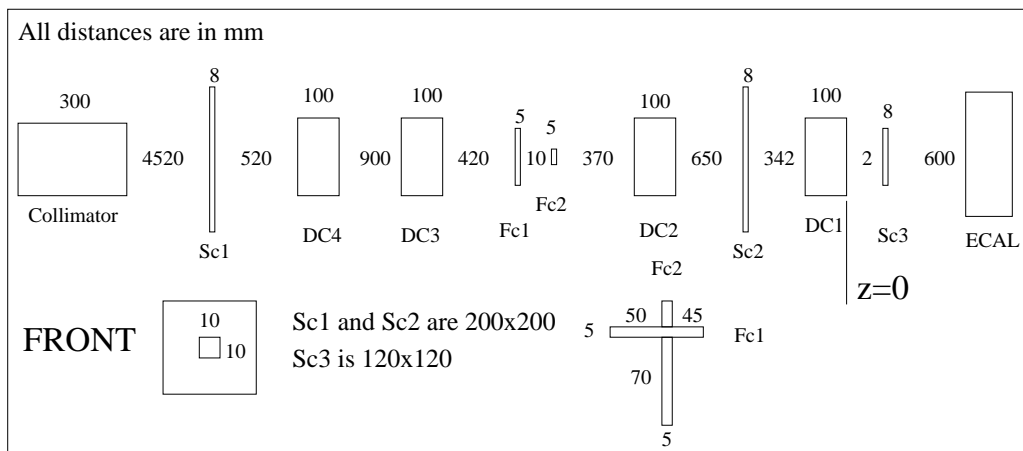 All distances are in mm
8 8
300 100 100 100 100 8
5 5
4520 520 900 420 10 370 650 342 2 600
Fc2
Collimator DC4 DC3 Fc1 DC2 DC1 Sc3 ECAL
Sc1 Sc2
Fc2
z=0
10 Sc1 and Sc2 are 200x200 50 45
FRONT 10 Sc3 is 120x120 5 Fc1
70
5